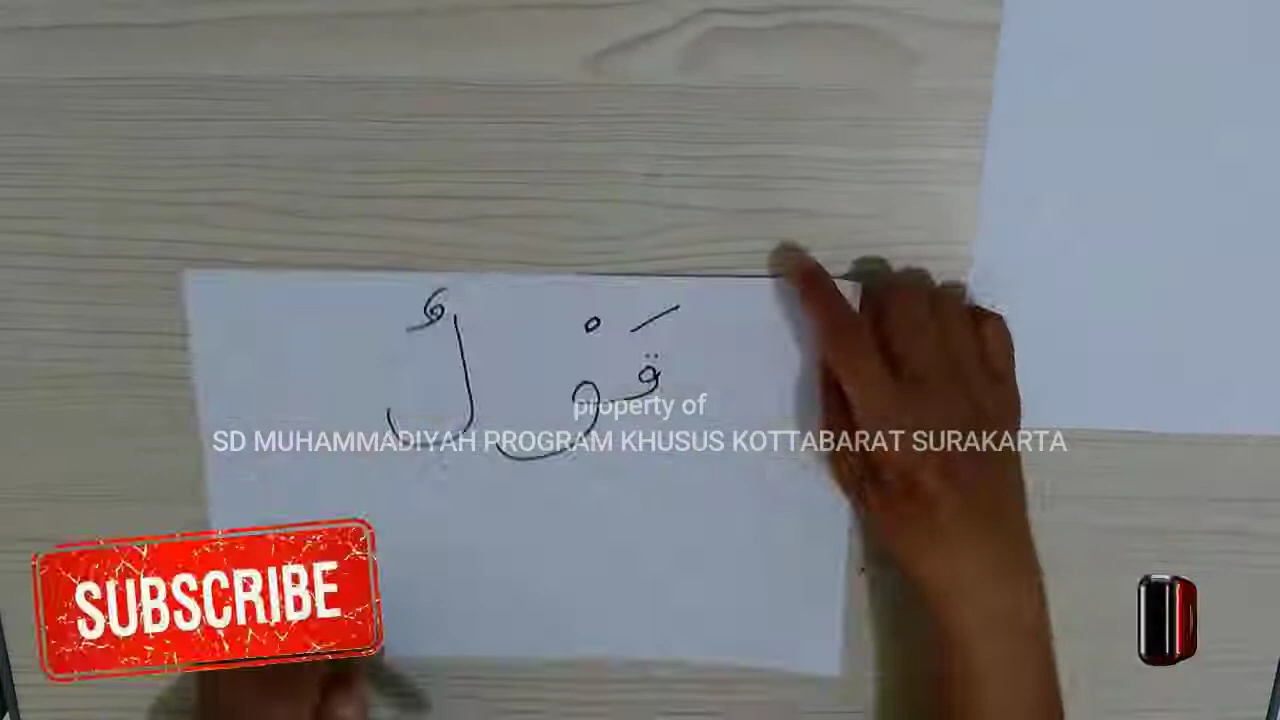 قَوْلُ
property of
SD MUHAMMADIYAH PROGRAM KHUSUS KOTTABARAT SURAKARTA
SUBSCRIBE